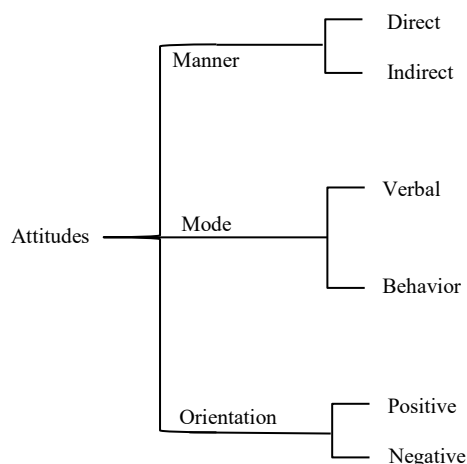 Direct
Manner
Indirect
Verbal
Mode
Attitudes
Behavior
Positive
Orientation
Negative